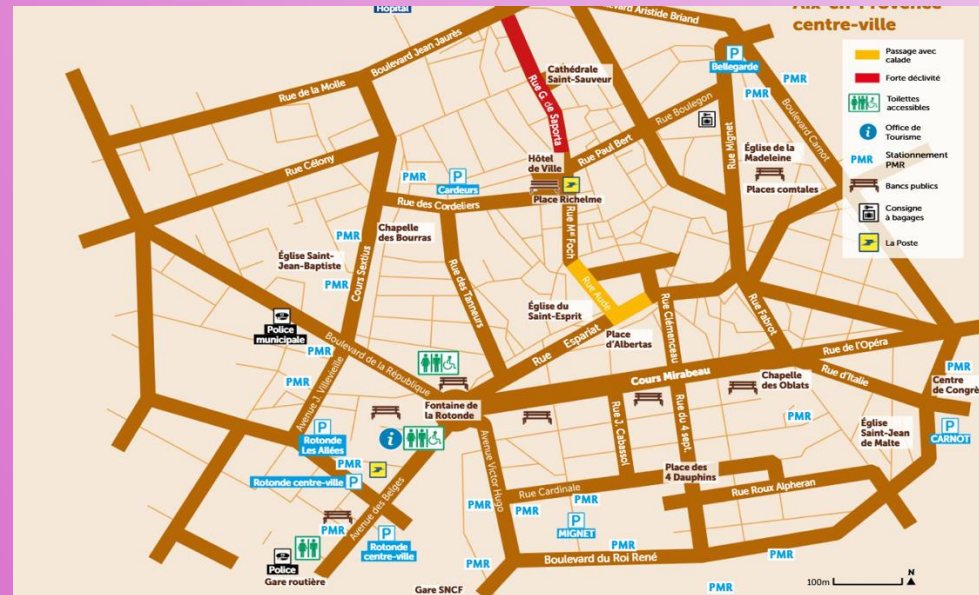 Aix-en-Provence
centre-ville
Hôpital
Boulevard Aristide Briand
Boulevard Jean Jaurès
Passage avec
calade
Forte déclivité
Toilettes
accessibles
Office de
Tourisme
PMR
Stationnement
PMR
Bancs publics
Consigne
à bagages
La Poste
P
Bellegarde
PMR
PMR
Boulevard Carnot
Cathédrale
Saint-Sauveur
Rue G. de Saporta
Rue de la Molle
Rue Boulegon
Rue Mignet
Rue Paul Bert
Église de la
Madeleine
Places comtales
Rue Célony
Hôtel
de Ville
PMR
P
Cardeurs
Place Richelme
Rue des Cordeliers
Rue Mal Foch
Chapelle
des Bourras
PMR
Église Saint-
Jean-Baptiste
PMR
Cours Sextius
Rue des Tanneurs
Rue Aude
Église du
Saint-Esprit
Rue Clémenceau
Rue Fabrot
Police
municipale
PMR
Boulevard de la République
Rue Espariat
Place
d'Albertas
Rue de l'Opéra
Cours Mirabeau
Chapelle
des Oblats
Rue d'Italie
PMR
Centre
de Congrè
PMR
Avenue J. Villevieille
Fontaine de
la Rotonde
Rue J. Cabassol
Rue du 4 sept.
PMR
Église
Saint-Jean
de Malte
P
CARNOT
P
Rotonde
Les Allées
PMR
Place des
4 Dauphins
Rotonde centre-ville P
Avenue des Belges
Avenue Victor Hugo
Rue Cardinale
Rue Roux Alpheran
PMR
PMR
PMR
PMR
P
Rotonde
centre-ville
P
MIGNET
PMR
Police
Gare routière
PMR
Boulevard du Roi René
PMR
Gare SNCF
PMR
100m
N